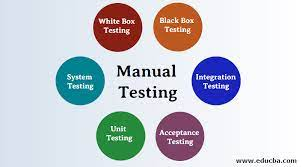 White Box
Testing
Black Box
Testing
System
Testing
Manual
Testing
Integration
Testing
Unit
Testing
Acceptance
Testing
www.educba.com